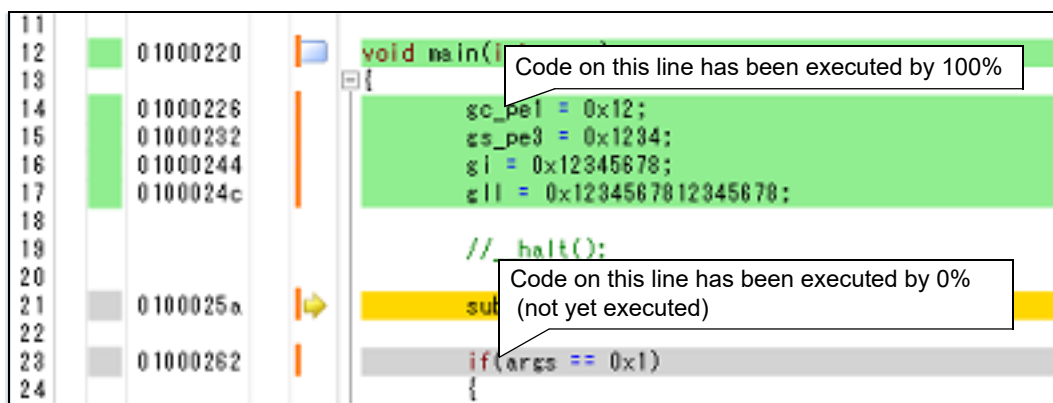 11
12 01000220 void main(i
13 {
Code on this line has been executed by 100%
14 01000226 gc_pe1 = 0x12;
15 01000232 gs_pe3 = 0x1234;
16 01000244 gi = 0x12345678;
17 0100024c gll = 0x1234567812345678;
18
19 //_halt();
20
Code on this line has been executed by 0%
(not yet executed)
21 0100025a sub
22
23 01000262 if(args == 0x1)
24 {